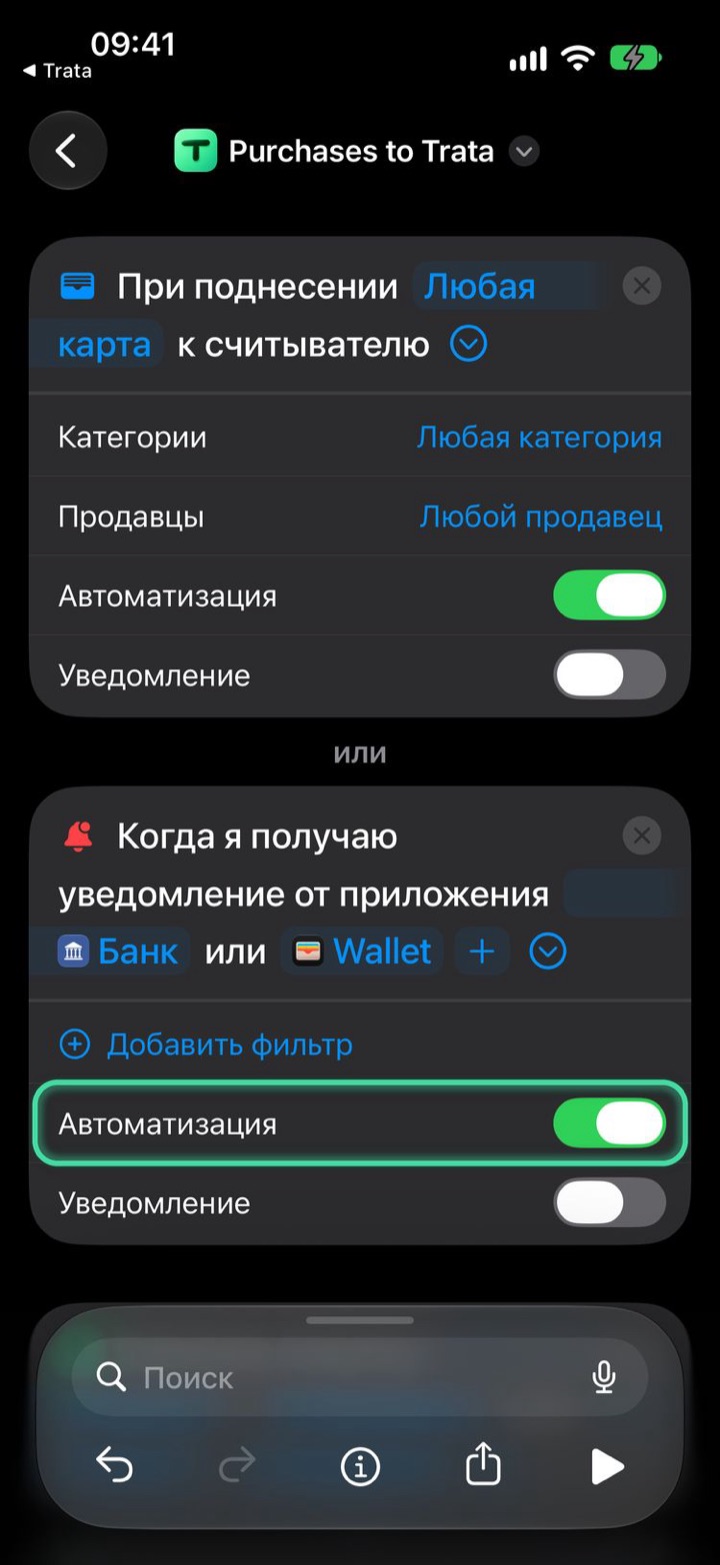 09:41
◀ Trata
Purchases to Trata
При поднесении Любая
карта к считывателю
Категории Любая категория
Продавцы Любой продавец
Автоматизация
Уведомление
или
Когда я получаю
уведомление от приложения
Банк или Wallet +
Добавить фильтр
Автоматизация
Уведомление
Поиск